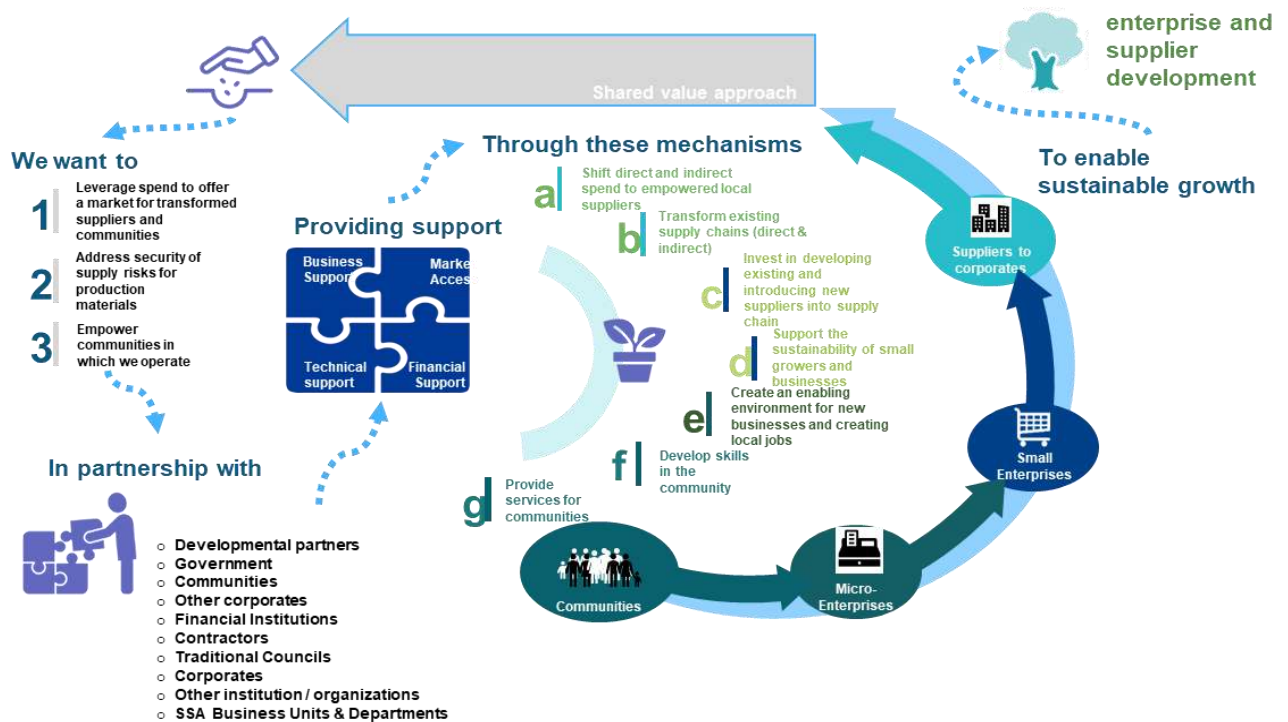 Shared value approach
enterprise and
supplier
development
We want to
1
Leverage spend to offer
a market for transformed
suppliers and
communities
2
Address security of
supply risks for
production
materials
3
Empower
communities in
which we operate
In partnership with
o Developmental partners
o Government
o Communities
o Other corporates
o Financial Institutions
o Contractors
o Traditional Councils
o Corporates
o Other institution / organizations
o SSA Business Units & Departments
Providing support
Business
Support
Marke
Acces
Technical
support
Financial
Support
Through these mechanisms
a
Shift direct and indirect
spend to empowered local
suppliers
b
Transform existing
supply chains (direct &
indirect)
c
Invest in developing
existing and
introducing new
suppliers into supply
chain
d
Support the
sustainability of small
growers and
businesses
e
Create an enabling
environment for new
businesses and creating
local jobs
f
Develop skills
in the
community
g
Provide
services for
communities
Communities
Micro-
Enterprises
Small
Enterprises
Suppliers to
corporates
To enable
sustainable growth